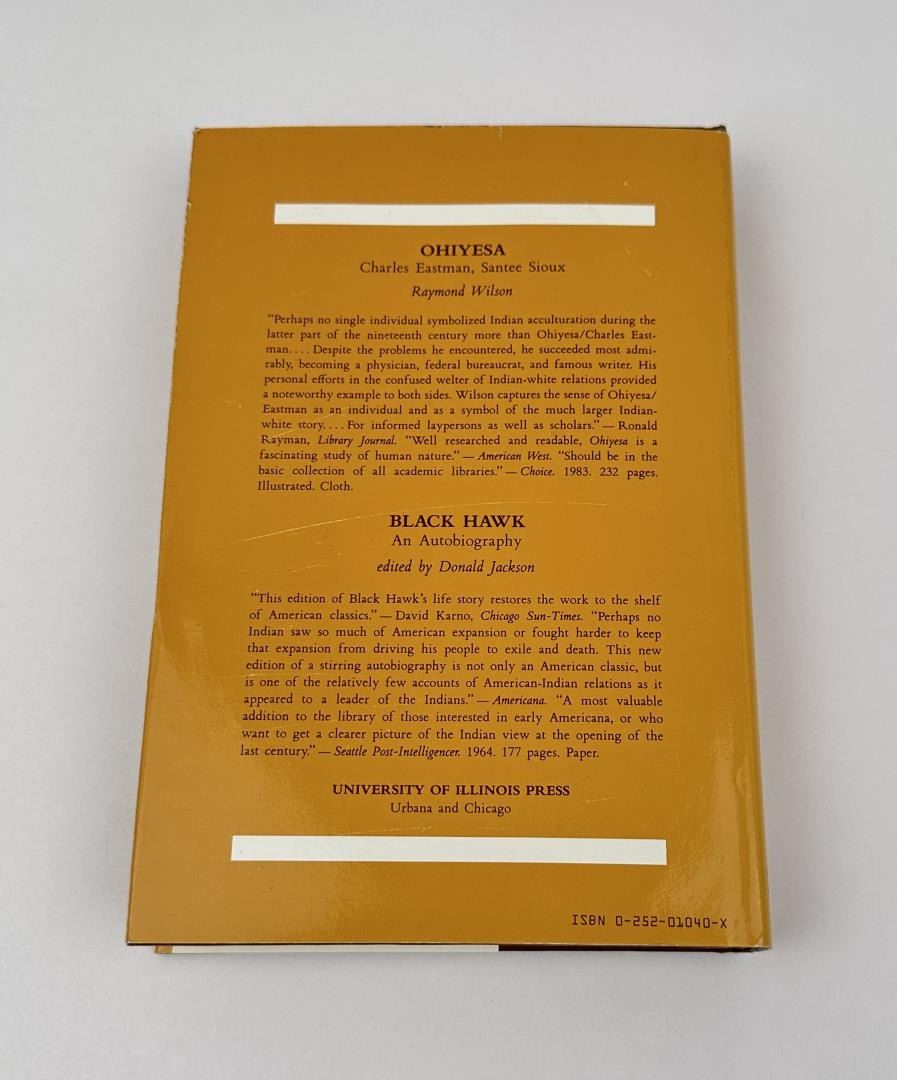 OHIYESA
Charles Eastman, Santee Sioux
Raymond Wilson
“Perhaps no single individual symbolized Indian acculturation during the
latter part of the nineteenth century more than Ohiyesa/Charles East-
man. . . . Despite the problems he encountered, he succeeded most admi-
rably, becoming a physician, federal bureaucrat, and famous writer. His
personal efforts in the confused welter of Indian-white relations provided
a noteworthy example to both sides. Wilson captures the sense of Ohiyesa/
Eastman as an individual and as a symbol of the much larger Indian-
white story. . . . For informed laypersons as well as scholars.” — Ronald
Rayman, Library Journal. “Well researched and readable, Ohiyesa is a
fascinating study of human nature.” — American West. “Should be in the
basic collection of all academic libraries.” — Choice. 1983. 232 pages.
Illustrated. Cloth.
BLACK HAWK
An Autobiography
edited by Donald Jackson
“This edition of Black Hawk’s life story restores the work to the shelf
of American classics.” — David Karno, Chicago Sun-Times. “Perhaps no
Indian saw so much of American expansion or fought harder to keep
that expansion from driving his people to exile and death. This new
edition of a stirring autobiography is not only an American classic, but
is one of the relatively few accounts of American-Indian relations as it
appeared to a leader of the Indians.” — Americana. “A most valuable
addition to the library of those interested in early Americana, or who
want to get a clearer picture of the Indian view at the opening of the
last century.” — Seattle Post-Intelligencer. 1964. 177 pages. Paper.
UNIVERSITY OF ILLINOIS PRESS
Urbana and Chicago
ISBN 0-252-01040-X